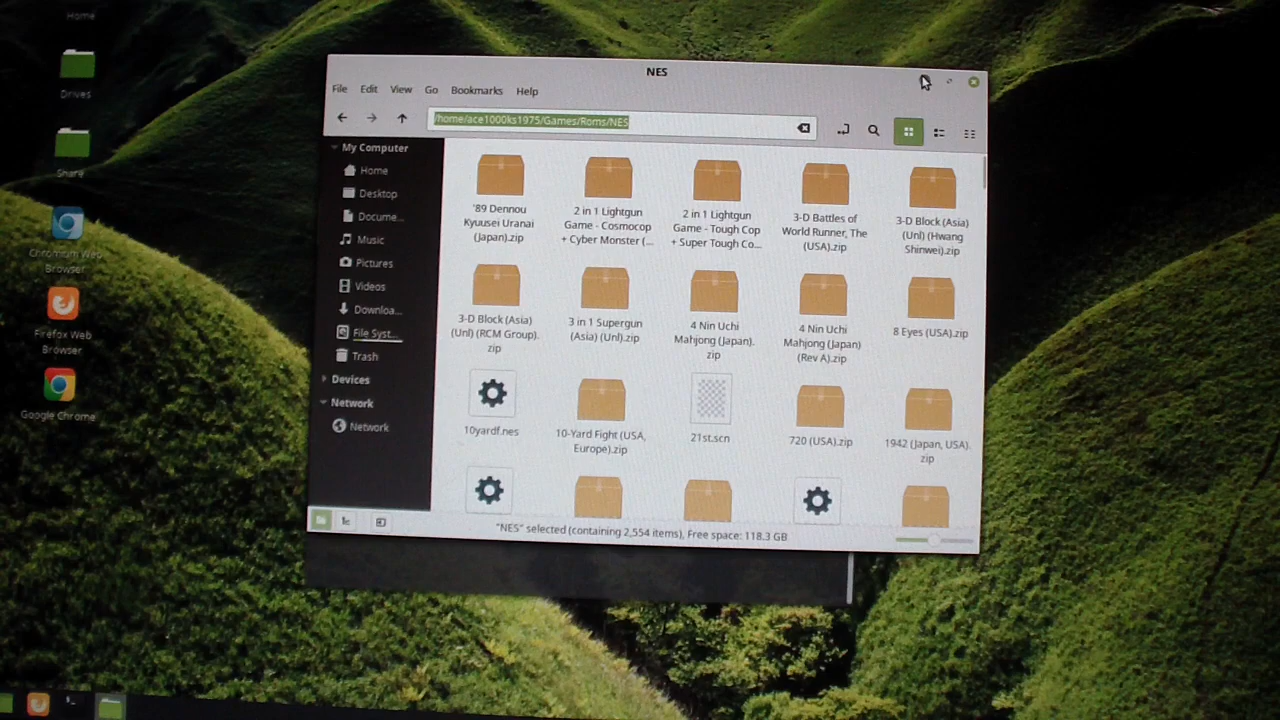 Home
Drives
Share
Chromium Web
Browser
Firefox Web
Browser
Google Chrome
NES
File Edit View Go Bookmarks Help
/home/ace1000ks1975/Games/Roms/NES
My Computer
Home
Desktop
Docume...
Music
Pictures
Videos
Downloa...
File Syst...
Trash
Devices
Network
Network
'89 Dennou
Kyuusei Uranai
(Japan).zip
2 in 1 Lightgun
Game - Cosmocop
+ Cyber Monster (...
2 in 1 Lightgun
Game - Tough Cop
+ Super Tough Co...
3-D Battles of
World Runner, The
(USA).zip
3-D Block (Asia)
(Unl) (Hwang
Shinwei).zip
3-D Block (Asia)
(Unl) (RCM Group).
zip
3 in 1 Supergun
(Asia) (Unl).zip
4 Nin Uchi
Mahjong (Japan).
zip
4 Nin Uchi
Mahjong (Japan)
(Rev A).zip
8 Eyes (USA).zip
10yardf.nes
10-Yard Fight (USA,
Europe).zip
21st.scn
720 (USA).zip
1942 (Japan, USA).
zip
"NES" selected (containing 2,554 items), Free space: 118.3 GB